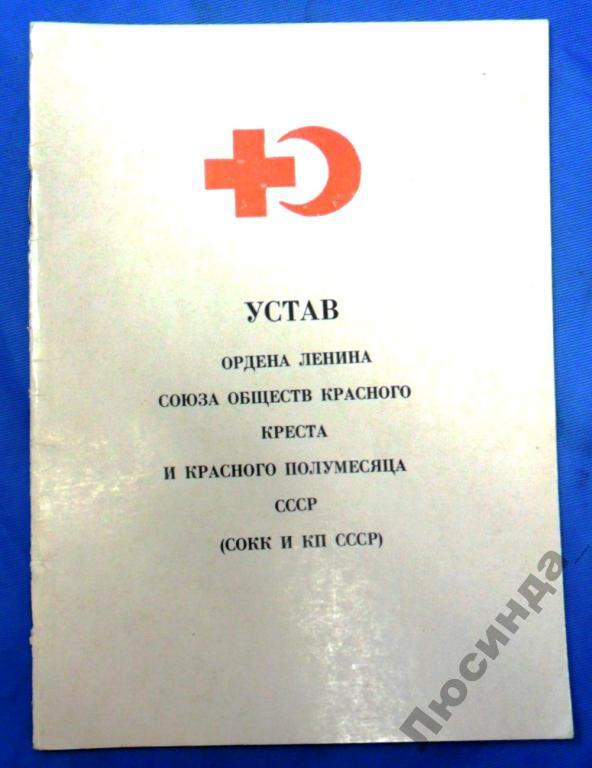 УСТАВ
ОРДЕНА ЛЕНИНА
СОЮЗА ОБЩЕСТВ КРАСНОГО
КРЕСТА
И КРАСНОГО ПОЛУМЕСЯЦА
СССР
(СОКК И КП СССР)
Люсинда